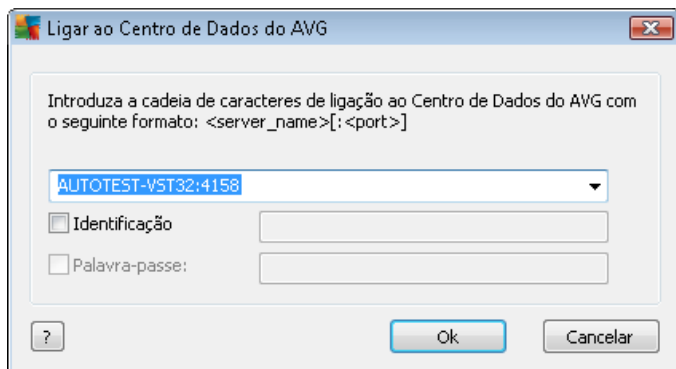 Ligar ao Centro de Dados do AVG
Introduza a cadeia de caracteres de ligação ao Centro de Dados do AVG com
o seguinte formato: <server_name>[:<port>]
AUTOTEST-VST32:4158
Identificação
Palavra-passe:
?
Ok
Cancelar